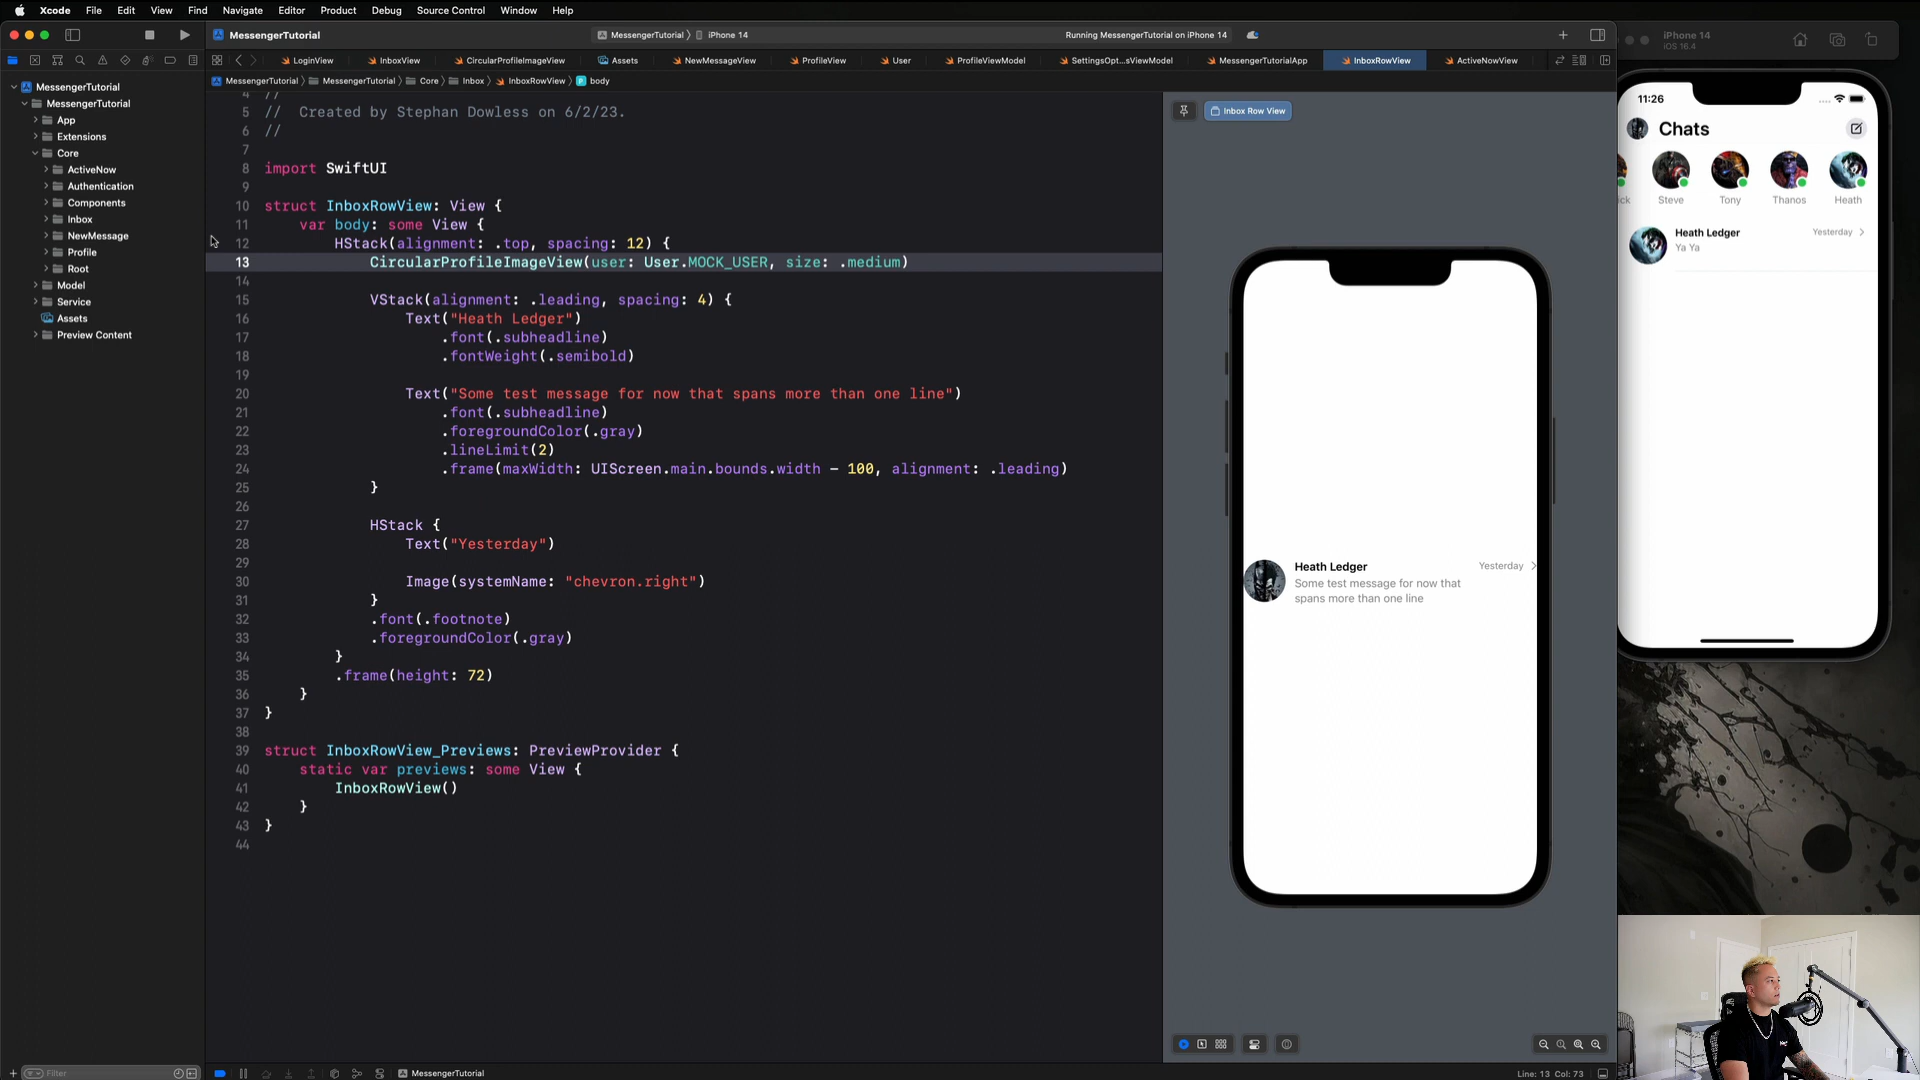 Xcode File Edit View Find Navigate Editor Product Debug Source Control Window Help
MessengerTutorial
MessengerTutorial iPhone 14
Running MessengerTutorial on iPhone 14
iPhone 14
iOS 16.4
LoginView InboxView CircularProfileImageView Assets NewMessageView ProfileView User ProfileViewModel SettingsOpt...sViewModel MessengerTutorialApp InboxRowView ActiveNowView
MessengerTutorial MessengerTutorial Core Inbox InboxRowView body
MessengerTutorial
MessengerTutorial
App
Extensions
Core
ActiveNow
Authentication
Components
Inbox
NewMessage
Profile
Root
Model
Service
Assets
Preview Content
4 //
5 //  Created by Stephan Dowless on 6/2/23.
6 //
7
8 import SwiftUI
9
10 struct InboxRowView: View {
11 var body: some View {
12 HStack(alignment: .top, spacing: 12) {
13 CircularProfileImageView(user: User.MOCK_USER, size: .medium)
14
15 VStack(alignment: .leading, spacing: 4) {
16 Text("Heath Ledger")
17 .font(.subheadline)
18 .fontWeight(.semibold)
19
20 Text("Some test message for now that spans more than one line")
21 .font(.subheadline)
22 .foregroundColor(.gray)
23 .lineLimit(2)
24 .frame(maxWidth: UIScreen.main.bounds.width - 100, alignment: .leading)
25 }
26
27 HStack {
28 Text("Yesterday")
29
30 Image(systemName: "chevron.right")
31 }
32 .font(.footnote)
33 .foregroundColor(.gray)
34 }
35 .frame(height: 72)
36 }
37 }
38
39 struct InboxRowView_Previews: PreviewProvider {
40 static var previews: some View {
41 InboxRowView()
42 }
43 }
44
Inbox Row View
Heath Ledger
Yesterday
Some test message for now that
spans more than one line
11:26
Chats
ck Steve Tony Thanos Heath
Heath Ledger
Yesterday
Ya Ya
Filter
MessengerTutorial
Line: 13 Col: 73